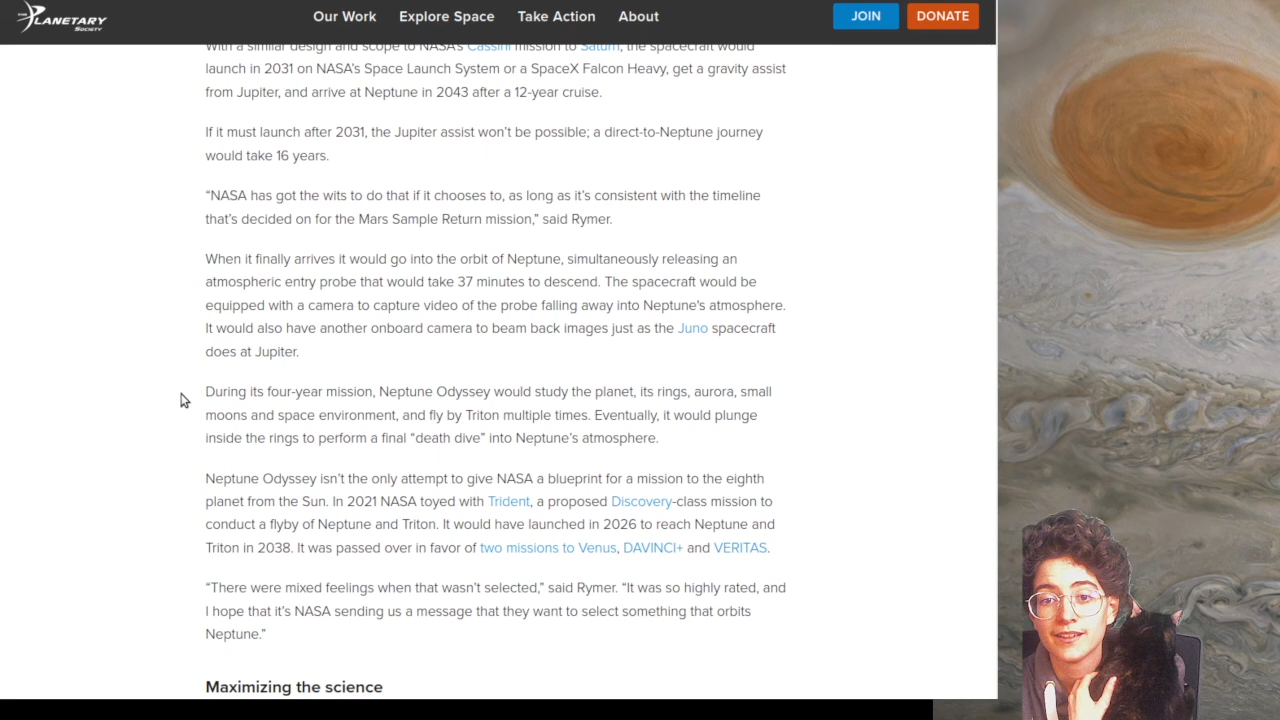 THE
PLANETARY
SOCIETY
Our Work Explore Space Take Action About
JOIN DONATE
With a similar design and scope to NASA's Cassini mission to Saturn, the spacecraft would
launch in 2031 on NASA's Space Launch System or a SpaceX Falcon Heavy, get a gravity assist
from Jupiter, and arrive at Neptune in 2043 after a 12-year cruise.
If it must launch after 2031, the Jupiter assist won't be possible; a direct-to-Neptune journey
would take 16 years.
“NASA has got the wits to do that if it chooses to, as long as it's consistent with the timeline
that's decided on for the Mars Sample Return mission,” said Rymer.
When it finally arrives it would go into the orbit of Neptune, simultaneously releasing an
atmospheric entry probe that would take 37 minutes to descend. The spacecraft would be
equipped with a camera to capture video of the probe falling away into Neptune's atmosphere.
It would also have another onboard camera to beam back images just as the Juno spacecraft
does at Jupiter.
During its four-year mission, Neptune Odyssey would study the planet, its rings, aurora, small
moons and space environment, and fly by Triton multiple times. Eventually, it would plunge
inside the rings to perform a final “death dive” into Neptune's atmosphere.
Neptune Odyssey isn't the only attempt to give NASA a blueprint for a mission to the eighth
planet from the Sun. In 2021 NASA toyed with Trident, a proposed Discovery-class mission to
conduct a flyby of Neptune and Triton. It would have launched in 2026 to reach Neptune and
Triton in 2038. It was passed over in favor of two missions to Venus, DAVINCI+ and VERITAS.
“There were mixed feelings when that wasn't selected,” said Rymer. “It was so highly rated, and
I hope that it's NASA sending us a message that they want to select something that orbits
Neptune.”
Maximizing the science